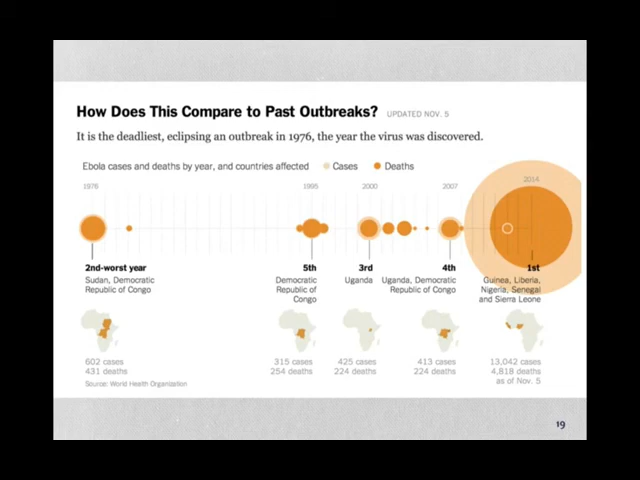 How Does This Compare to Past Outbreaks? UPDATED NOV. 5
It is the deadliest, eclipsing an outbreak in 1976, the year the virus was discovered.
Ebola cases and deaths by year, and countries affected Cases Deaths
1976 1995 2000 2007 2014
2nd-worst year
Sudan, Democratic
Republic of Congo
602 cases
431 deaths
5th
Democratic
Republic of
Congo
315 cases
254 deaths
3rd
Uganda
425 cases
224 deaths
4th
Uganda, Democratic
Republic of Congo
413 cases
224 deaths
1st
Guinea, Liberia,
Nigeria, Senegal
and Sierra Leone
13,042 cases
4,818 deaths
as of Nov. 5
Source: World Health Organization
19